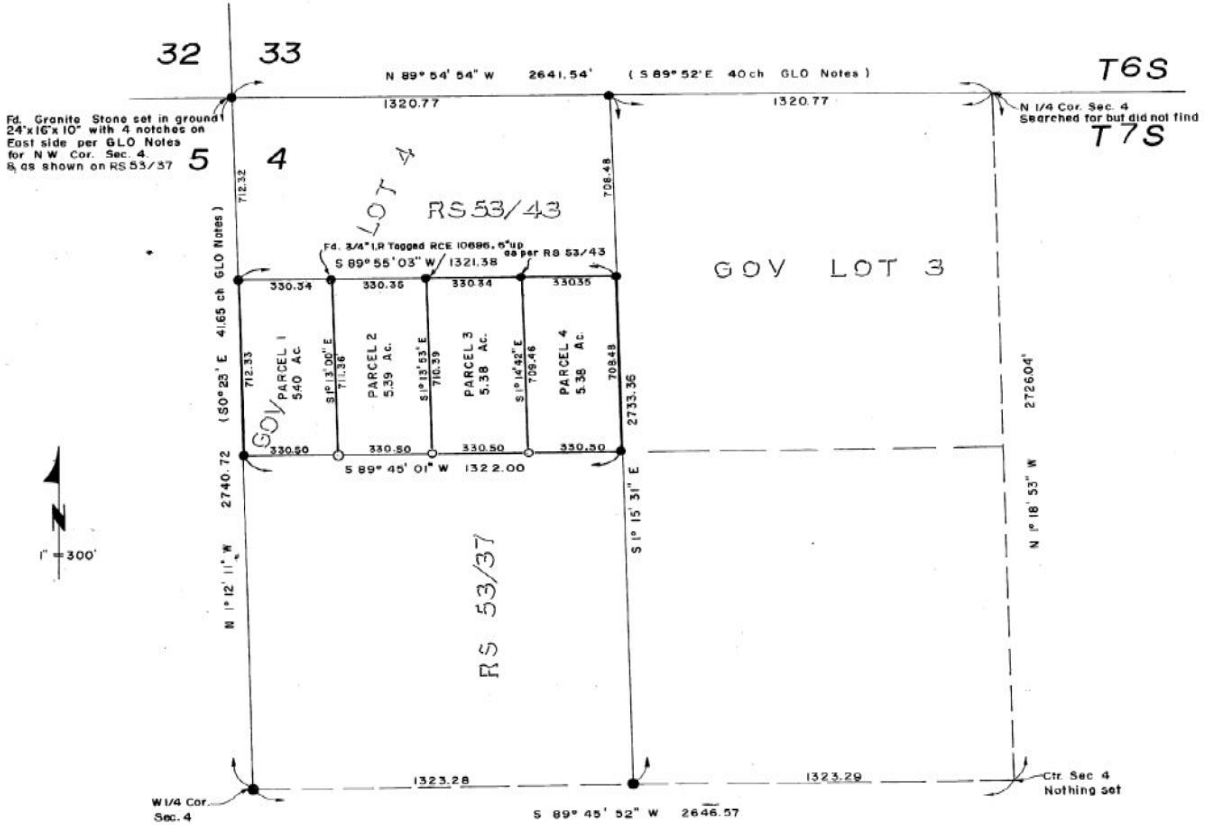 32 33
N 89° 54' 54" W 2641.54' ( S 89° 52' E 40 ch GLO Notes )
T6S
1320.77
1320.77
N 1/4 Cor. Sec. 4
Searched for but did not find
T7S
Fd. Granite Stone set in ground
24"x16"x10" with 4 notches on
East side per GLO Notes
for N W Cor. Sec. 4.
&, as shown on RS 53/37
5 4
712.32
708.48
LOT 4
RS 53/43
Fd. 3/4" I.P. Tagged RCE 10696, 6" up
as per RS 53/43
S 89° 55' 03" W 1321.38
GOV LOT 3
330.34
330.36
330.34
330.35
(S0° 23' E 41.65 ch GLO Notes )
712.33
PARCEL 1
5.40 Ac.
S 1° 13' 00" E
711.36
PARCEL 2
5.39 Ac.
S 1° 13' 53" E
710.39
PARCEL 3
5.38 Ac.
S 1° 14' 42" E
709.46
PARCEL 4
5.38 Ac.
708.48
2733.36
2726.04'
GOV
330.50
330.50
330.50
330.50
S 89° 45' 01" W 1322.00
2740.72
N 1° 12' 11" W
S 1° 15' 31" E
N 1° 18' 53" W
N
1" = 300'
RS 53/37
1323.28
1323.29
W 1/4 Cor.
Sec. 4
Ctr. Sec 4
Nothing set
S 89° 45' 52" W 2646.57